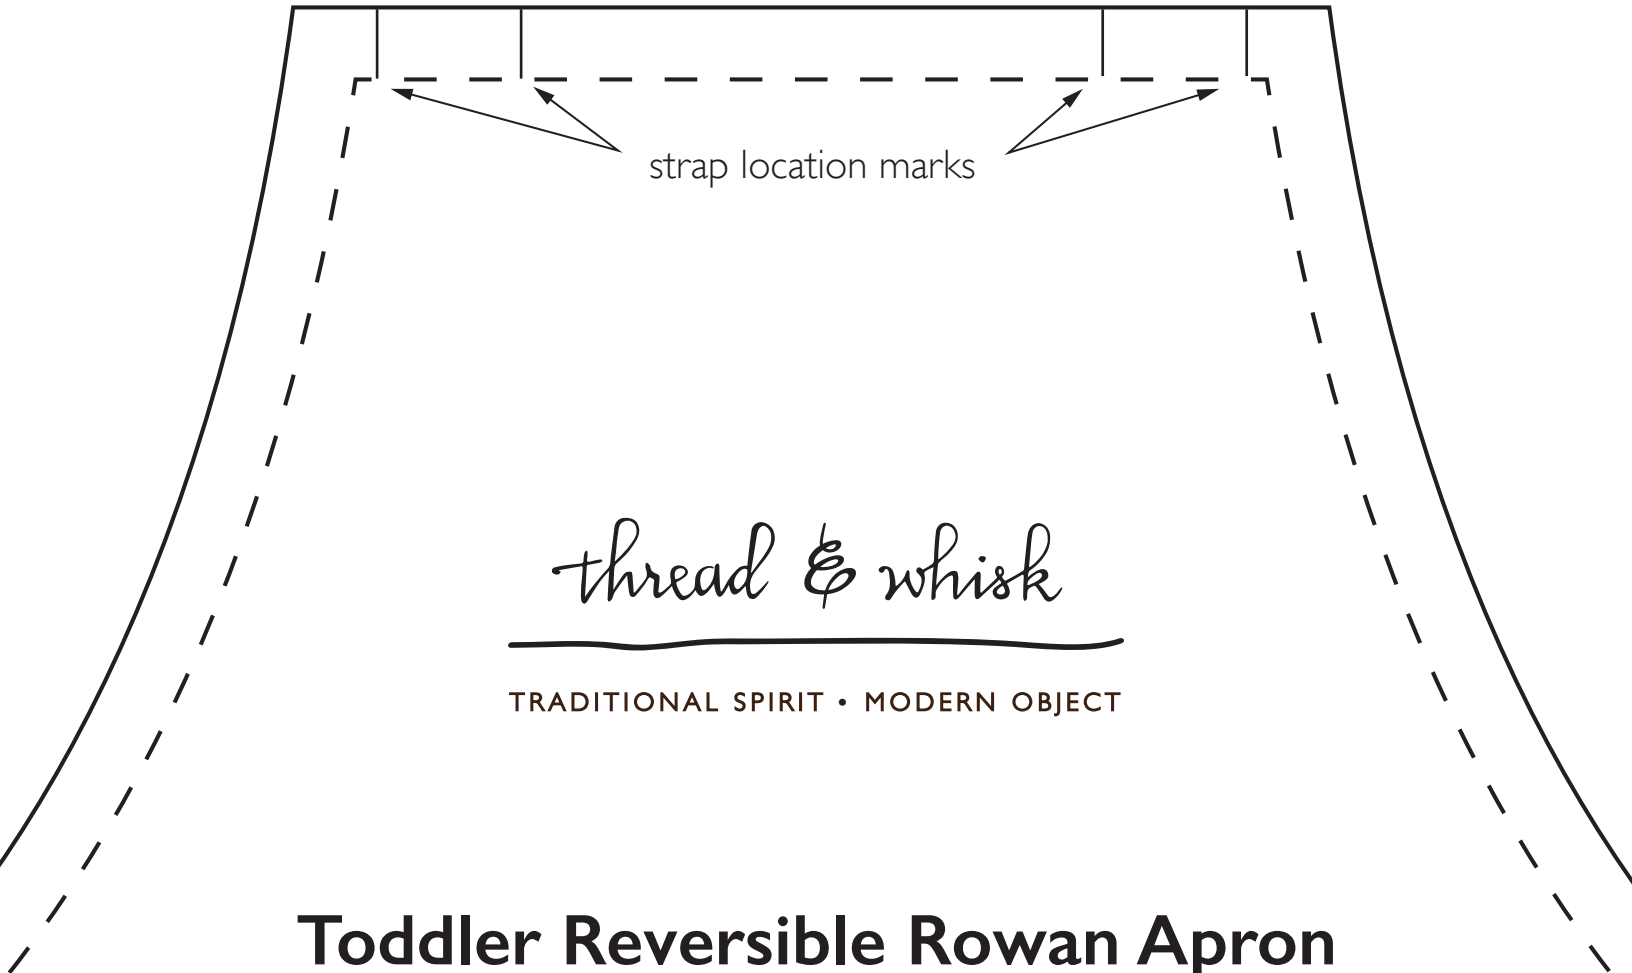 strap location marks
thread & whisk
TRADITIONAL SPIRIT • MODERN OBJECT
Toddler Reversible Rowan Apron